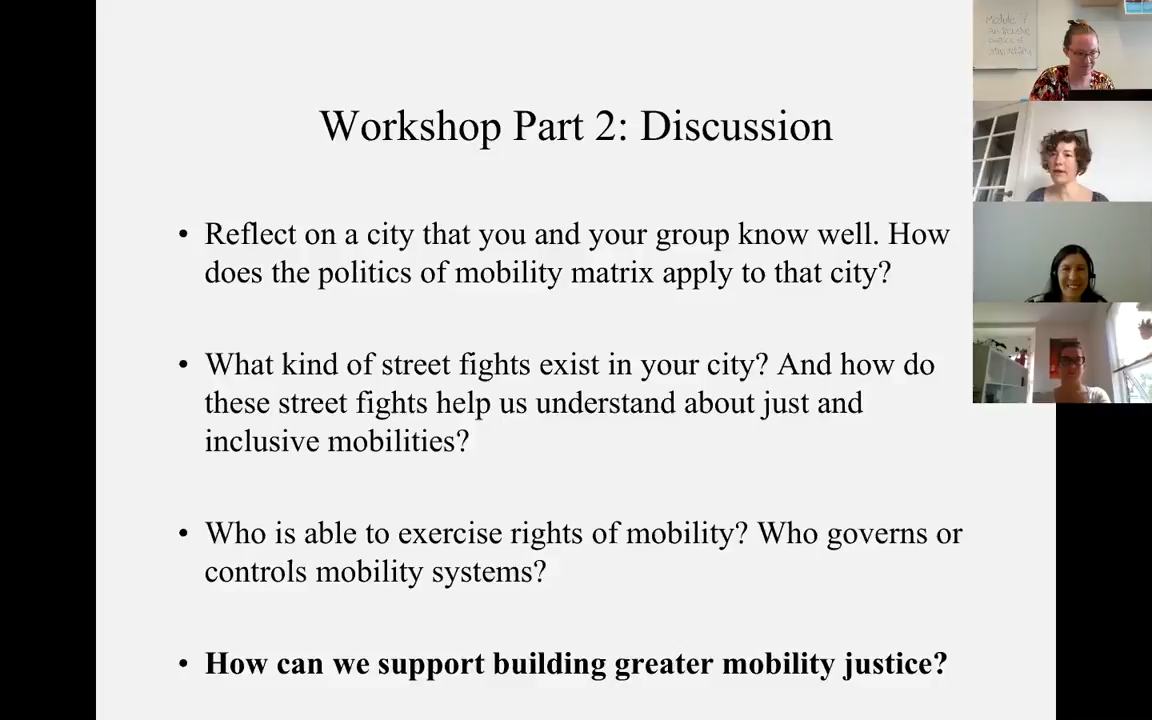 Workshop Part 2: Discussion
• Reflect on a city that you and your group know well. How
does the politics of mobility matrix apply to that city?
• What kind of street fights exist in your city? And how do
these street fights help us understand about just and
inclusive mobilities?
• Who is able to exercise rights of mobility? Who governs or
controls mobility systems?
• How can we support building greater mobility justice?
Module 7